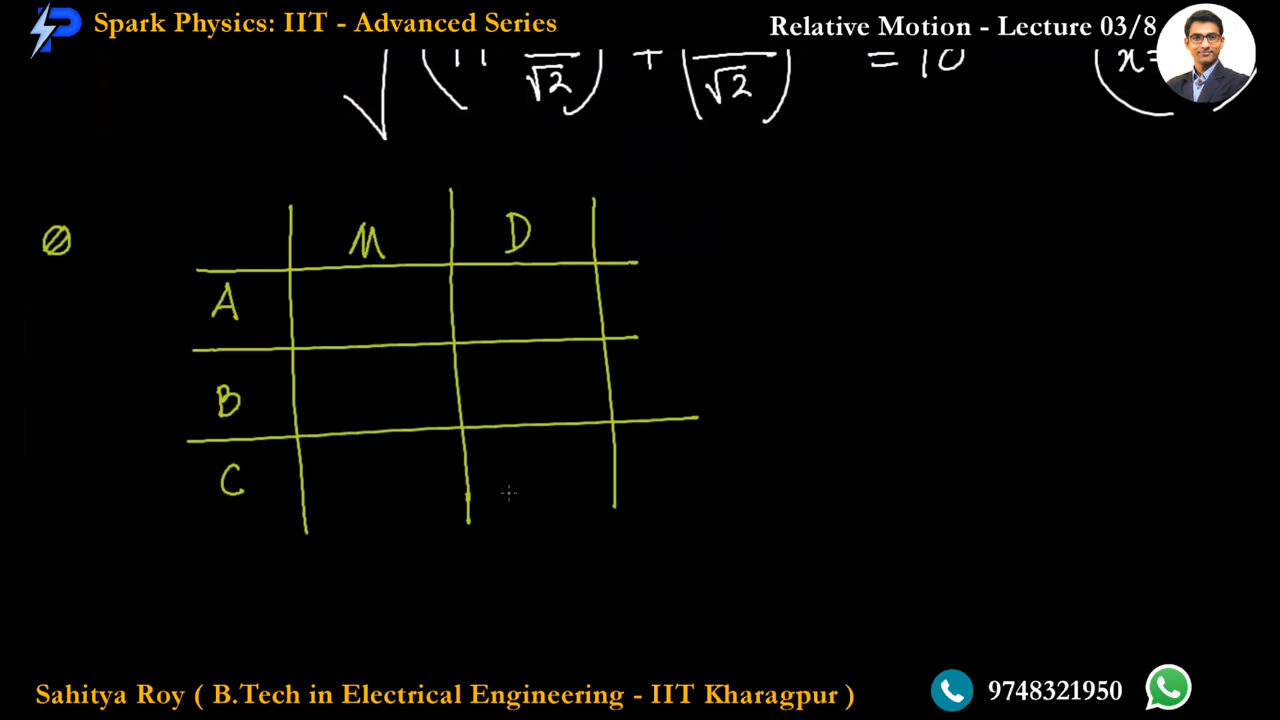 Spark Physics: IIT - Advanced Series
Relative Motion - Lecture 03/8
√2 ) + ( √2 ) = 10
M D
A
B
C
Sahitya Roy ( B.Tech in Electrical Engineering - IIT Kharagpur )
9748321950